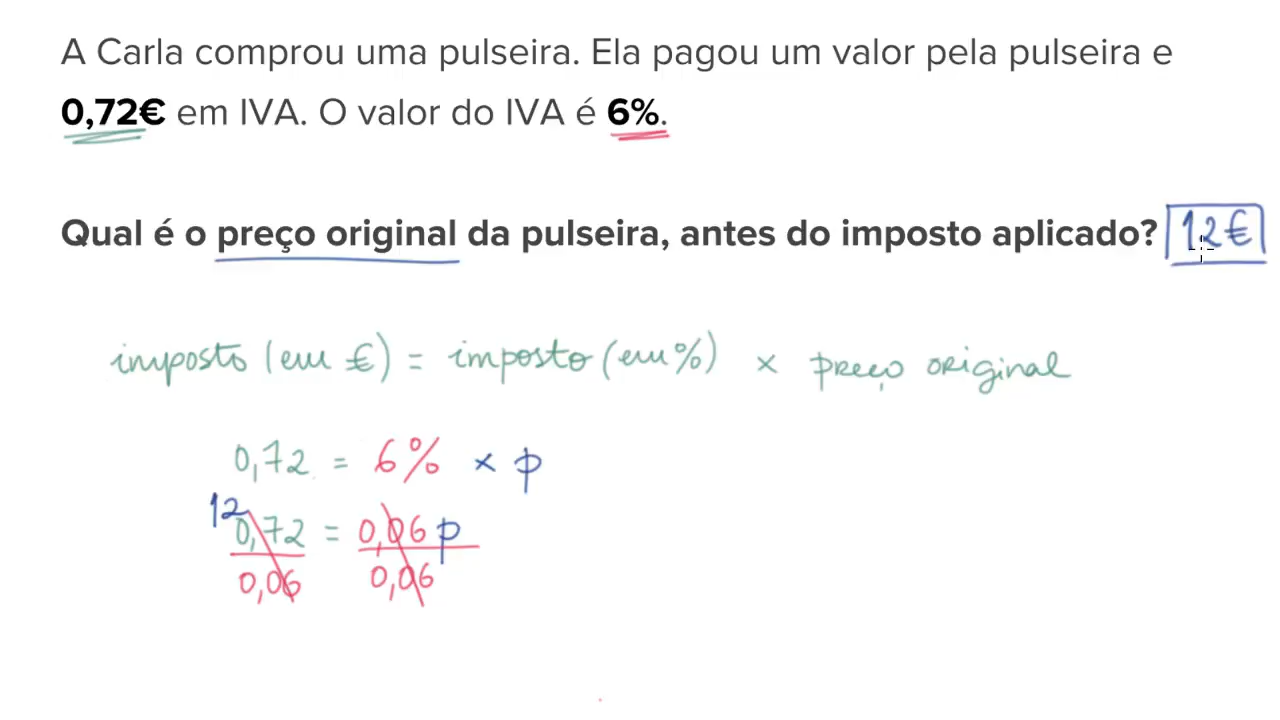 A Carla comprou uma pulseira. Ela pagou um valor pela pulseira e
0,72€ em IVA. O valor do IVA é 6%.
Qual é o preço original da pulseira, antes do imposto aplicado? 12€
imposto (em €) = imposto (em %) × preço original
0,72 = 6% × p
12
0,72 = 0,06 p
0,06 0,06